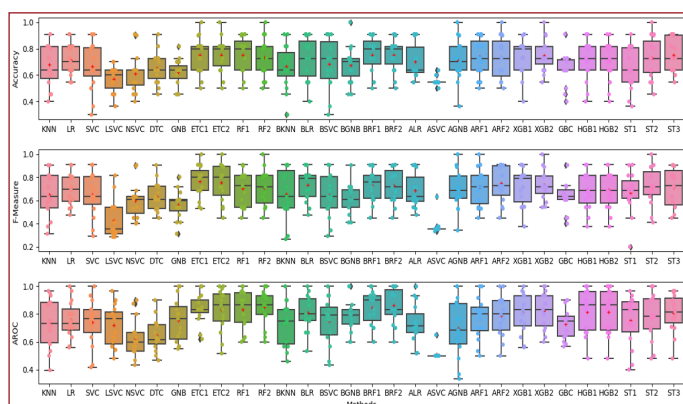 1.0
0.8
0.6
0.4
Accuracy
KNN LR SVC LSVC NSVC DTC GNB ETC1 ETC2 RF1 RF2 BKNN BLR BSVC BGNB BRF1 BRF2 ALR ASVC AGNB ARF1 ARF2 XGB1 XGB2 GBC HGB1 HGB2 ST1 ST2 ST3
1.0
0.8
0.6
0.4
0.2
F-Measure
KNN LR SVC LSVC NSVC DTC GNB ETC1 ETC2 RF1 RF2 BKNN BLR BSVC BGNB BRF1 BRF2 ALR ASVC AGNB ARF1 ARF2 XGB1 XGB2 GBC HGB1 HGB2 ST1 ST2 ST3
1.0
0.8
0.6
0.4
AROC
KNN LR SVC LSVC NSVC DTC GNB ETC1 ETC2 RF1 RF2 BKNN BLR BSVC BGNB BRF1 BRF2 ALR ASVC AGNB ARF1 ARF2 XGB1 XGB2 GBC HGB1 HGB2 ST1 ST2 ST3
Methods